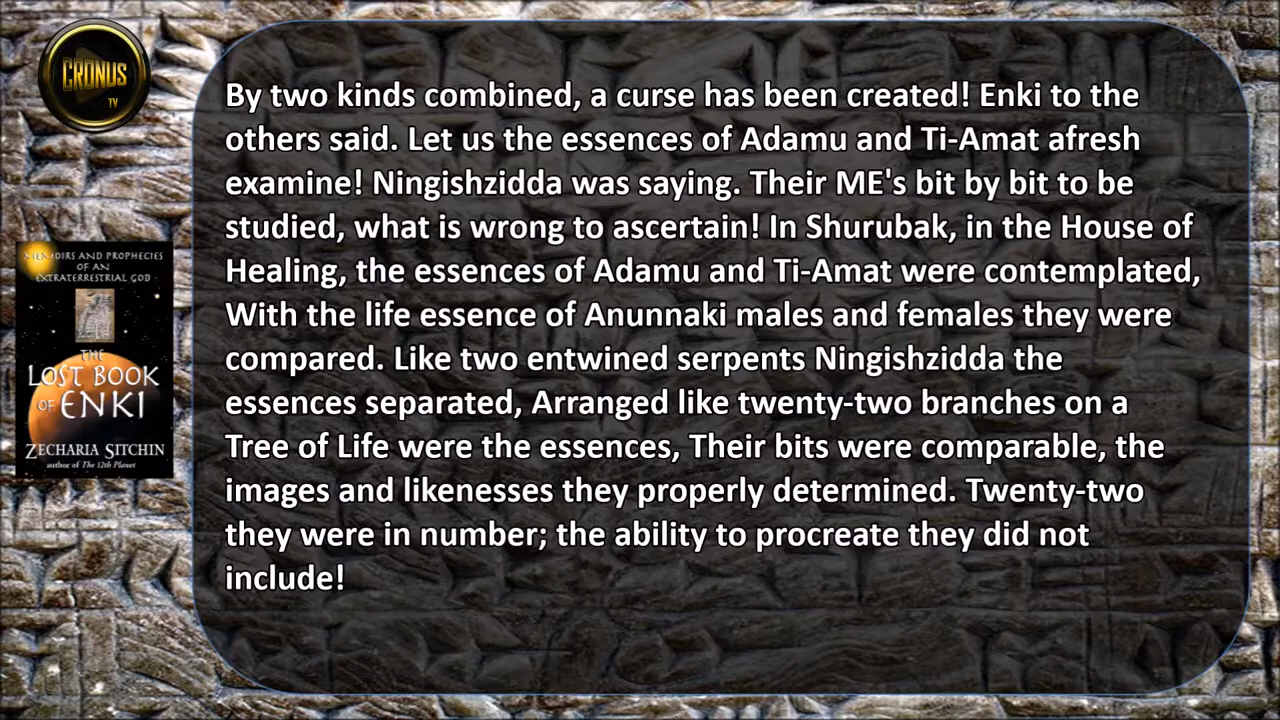 CRONUS
TV
By two kinds combined, a curse has been created! Enki to the
others said. Let us the essences of Adamu and Ti-Amat afresh
examine! Ningishzidda was saying. Their ME's bit by bit to be
studied, what is wrong to ascertain! In Shurubak, in the House of
Healing, the essences of Adamu and Ti-Amat were contemplated,
With the life essence of Anunnaki males and females they were
compared. Like two entwined serpents Ningishzidda the
essences separated, Arranged like twenty-two branches on a
Tree of Life were the essences, Their bits were comparable, the
images and likenesses they properly determined. Twenty-two
they were in number; the ability to procreate they did not
include!
MEMOIRS AND PROPHECIES
OF AN
EXTRATERRESTRIAL GOD
THE
LOST BOOK
OF ENKI
ZECHARIA SITCHIN
author of The 12th Planet